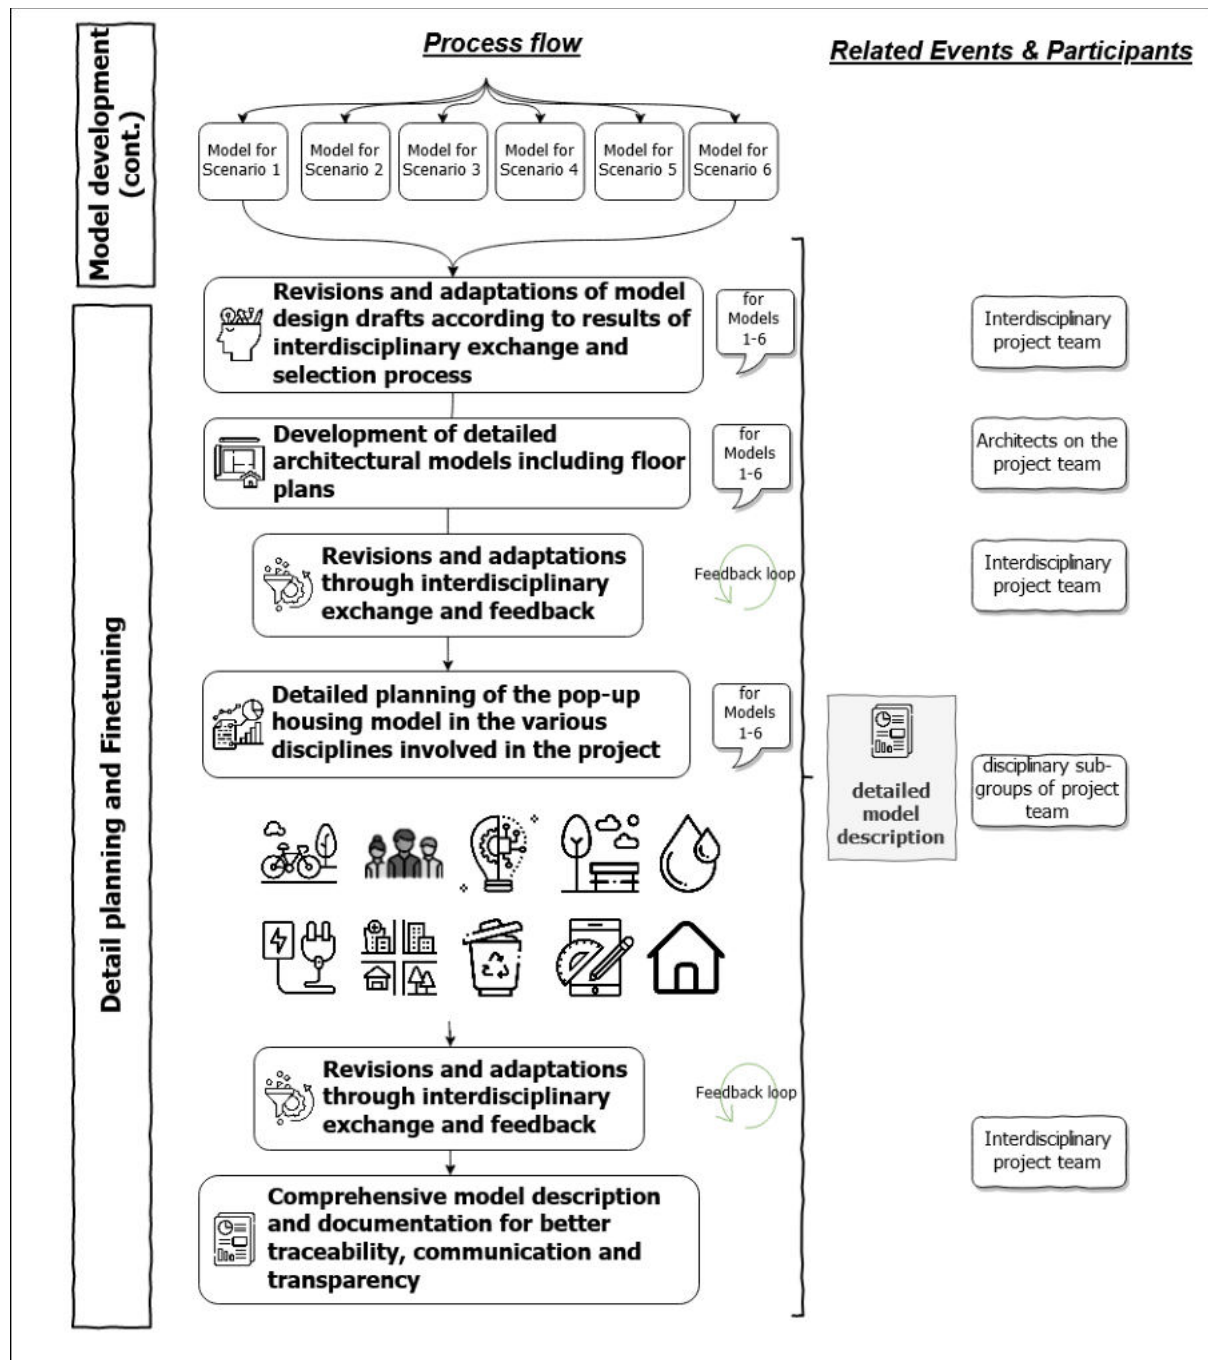 Model development
(cont.)
Process flow
Related Events & Participants
Model for
Scenario 1
Model for
Scenario 2
Model for
Scenario 3
Model for
Scenario 4
Model for
Scenario 5
Model for
Scenario 6
Detail planning and Finetuning
Revisions and adaptations of model
design drafts according to results of
interdisciplinary exchange and
selection process
for
Models
1-6
Interdisciplinary
project team
Development of detailed
architectural models including floor
plans
for
Models
1-6
Architects on the
project team
Revisions and adaptations
through interdisciplinary
exchange and feedback
Feedback loop
Interdisciplinary
project team
Detailed planning of the pop-up
housing model in the various
disciplines involved in the project
for
Models
1-6
detailed
model
description
disciplinary sub-
groups of project
team
Revisions and adaptations
through interdisciplinary
exchange and feedback
Feedback loop
Interdisciplinary
project team
Comprehensive model description
and documentation for better
traceability, communication and
transparency